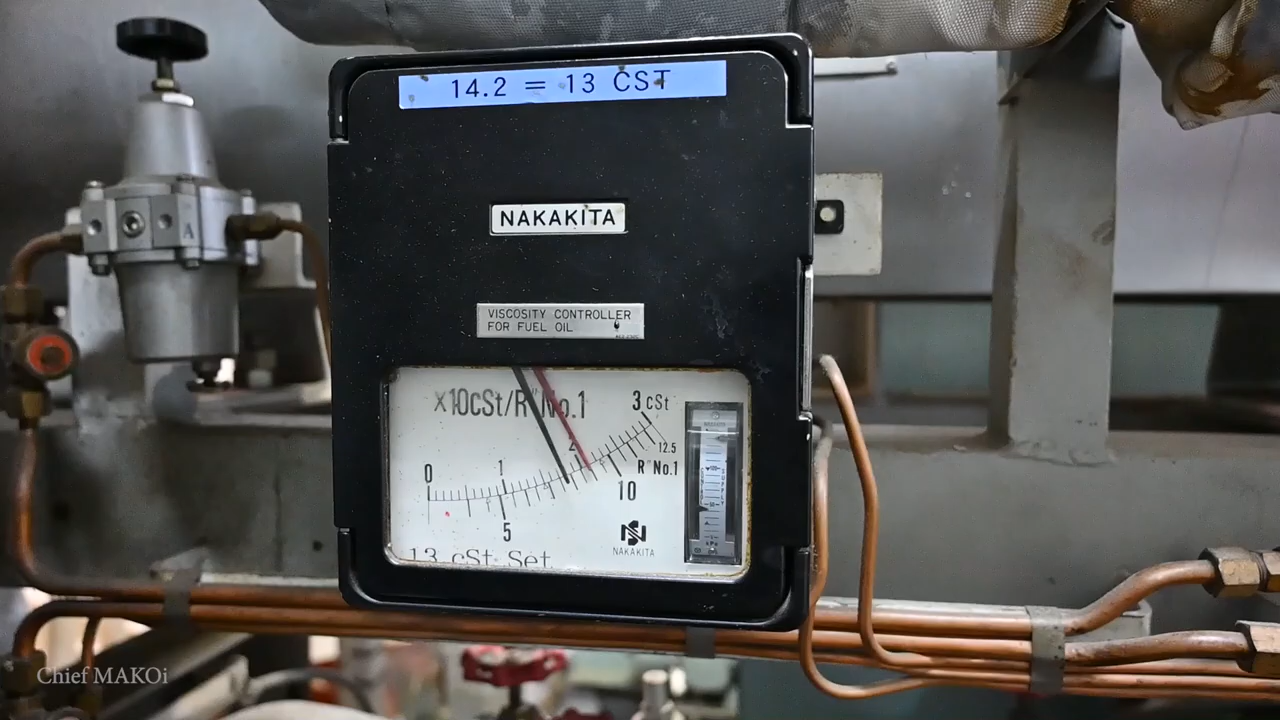 14.2 = 13 CST
NAKAKITA
VISCOSITY CONTROLLER
FOR FUEL OIL
X10cSt/R"No.1
3 cSt
2
12.5
0
1
R"No.1
10
5
NAKAKITA
13 cSt Set
A
Chief MAKOi